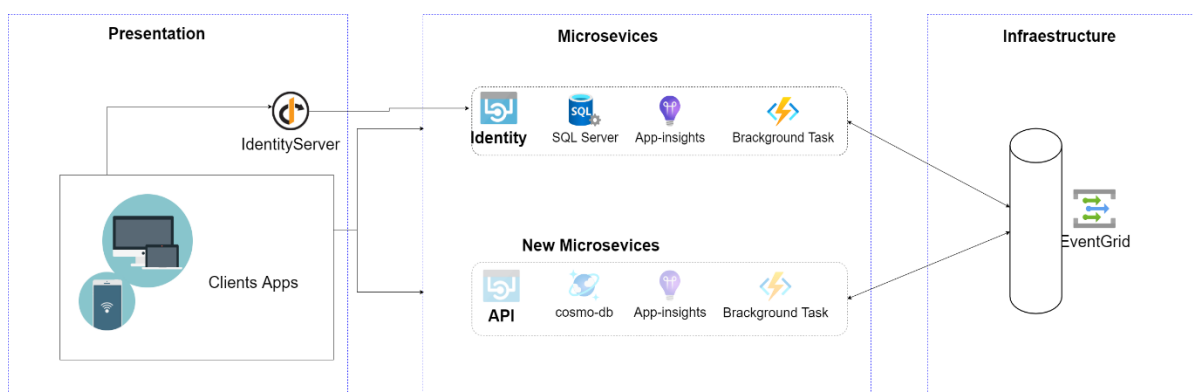 Presentation
Microsevices
Infraestructure
IdentityServer
Identity
SQL
SQL Server
App-insights
Brackground Task
Clients Apps
New Microsevices
API
cosmo-db
App-insights
Brackground Task
EventGrid